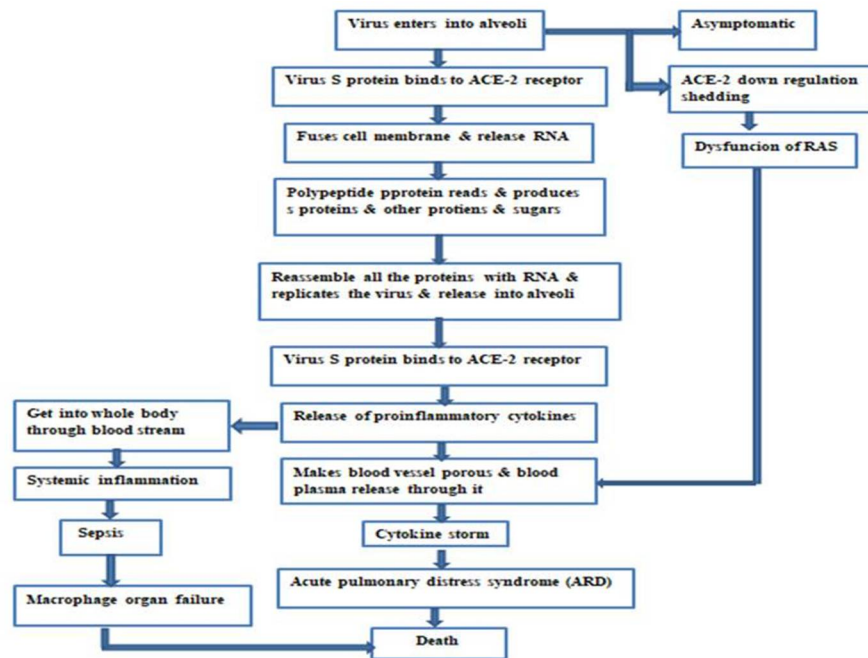 Virus enters into alveoli
Asymptomatic
Virus S protein binds to ACE-2 receptor
ACE-2 down regulation
shedding
Fuses cell membrane & release RNA
Dysfuncion of RAS
Polypeptide pprotein reads & produces
s proteins & other protiens & sugars
Reassemble all the proteins with RNA &
replicates the virus & release into alveoli
Virus S protein binds to ACE-2 receptor
Get into whole body
through blood stream
Release of proinflammatory cytokines
Systemic inflammation
Makes blood vessel porous & blood
plasma release through it
Sepsis
Cytokine storm
Macrophage organ failure
Acute pulmonary distress syndrome (ARD)
Death